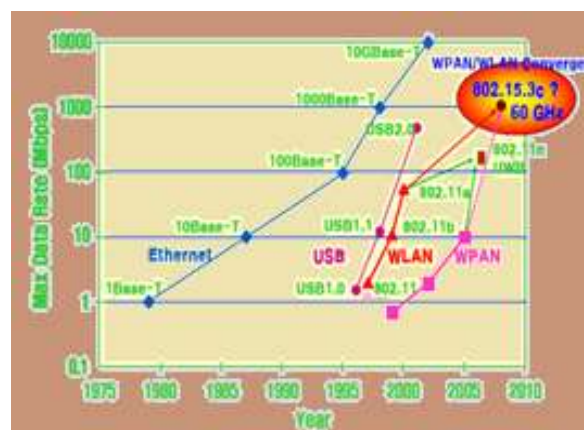 10000
1000
100
10
1
0.1
Max Data Rate (Mbps)
10GBase-T
WPAN/WLAN Converge
802.15.3c ?
60 GHz
1000Base-T
USB2.0
802.11n
100Base-T
802.11a
10Base-T
USB1.1
802.11b
Ethernet
USB
WLAN
WPAN
1Base-T
USB1.0
802.11
1975 1980 1985 1990 1995 2000 2005 2010
Year